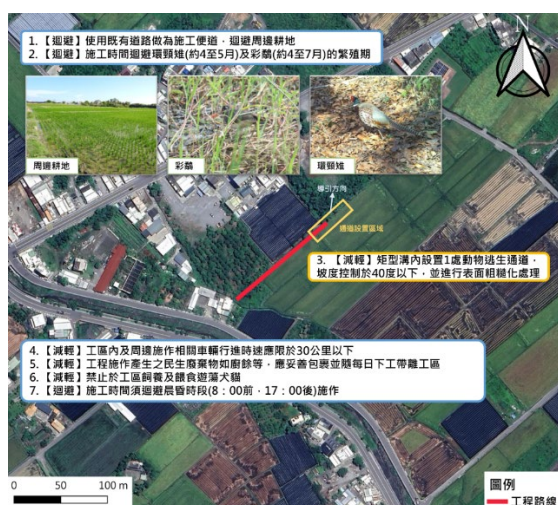 1. 【迴避】使用既有道路做為施工便道，迴避周邊耕地
2. 【迴避】施工時間迴避環頸雉(約4至5月)及彩鷸(約4至7月)的繁殖期
N
周邊耕地
彩鷸
環頸雉
導引方向
通道設置區域
3. 【減輕】矩型溝內設置1處動物逃生通道，
坡度控制於40度以下，並進行表面粗糙化處理
4. 【減輕】工區內及周邊施作相關車輛行進時速應限於30公里以下
5. 【減輕】工程施作產生之民生廢棄物如廚餘等，應妥善包裹並隨每日下工帶離工區
6. 【減輕】禁止於工區飼養及餵食遊蕩犬貓
7. 【迴避】施工時間須迴避晨昏時段(8：00前，17：00後)施作
0 50 100 m
圖例
工程路線